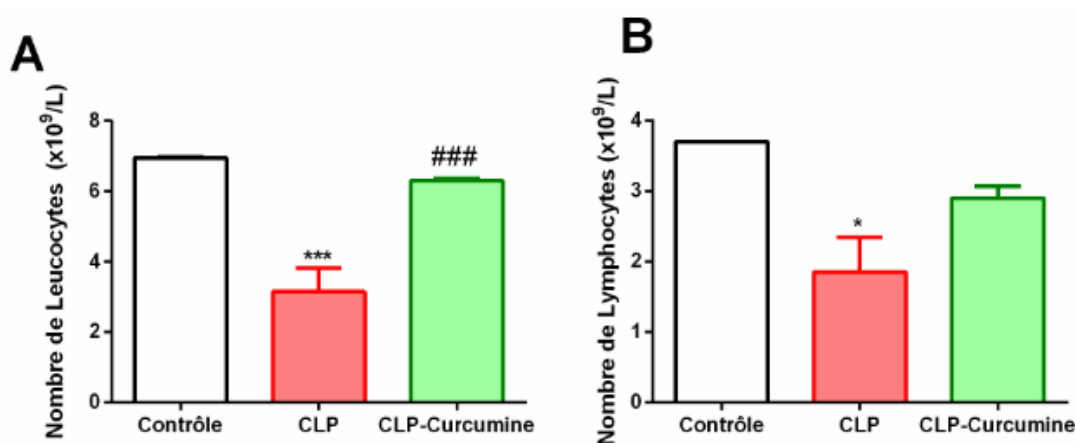 A
Nombre de Leucocytes (x10⁹/L)
8
6
4
2
0
***
###
Contrôle
CLP
CLP-Curcumine
B
Nombre de Lymphocytes (x10⁹/L)
4
3
2
1
0
*
Contrôle
CLP
CLP-Curcumine